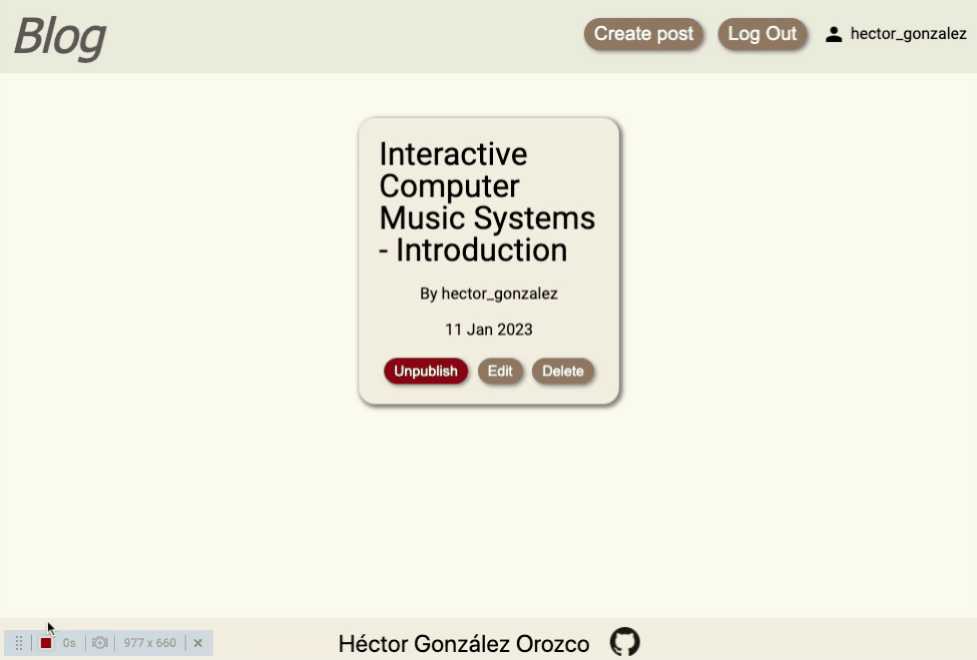 Blog
Create post
Log Out
hector_gonzalez
Interactive
Computer
Music Systems
- Introduction
By hector_gonzalez
11 Jan 2023
Unpublish
Edit
Delete
0s
977 x 660
Héctor González Orozco